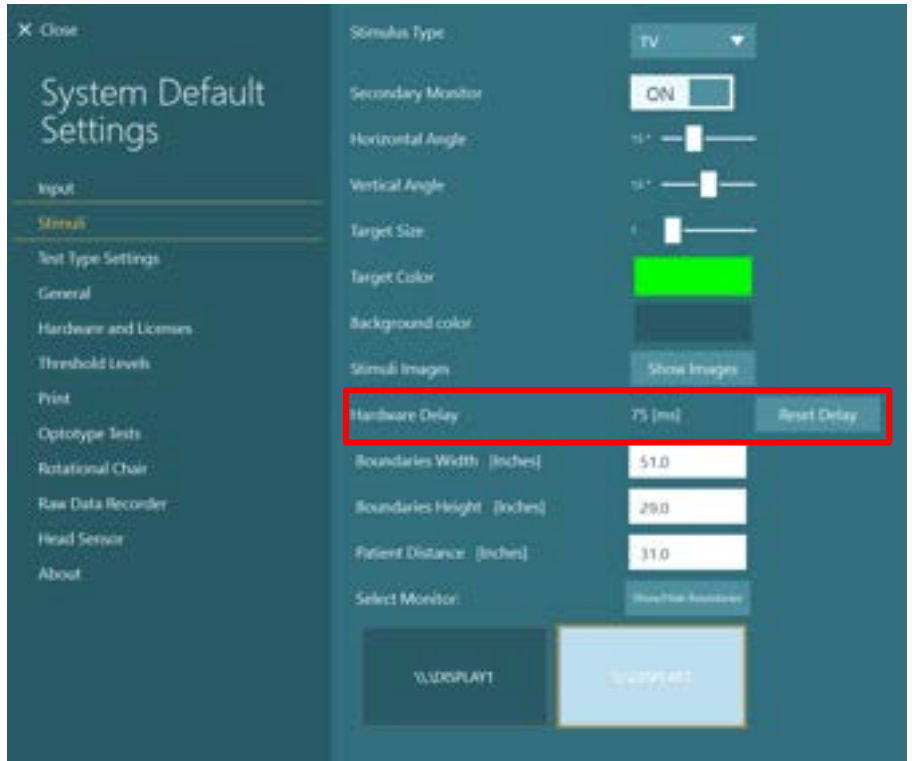 X Close
System Default
Settings
Input
Stimuli
Test Type Settings
General
Hardware and Licenses
Threshold Levels
Print
Optotype Tests
Rotational Chair
Raw Data Recorder
Head Sensor
About
Stimulus Type TV
Secondary Monitor ON
Horizontal Angle
Vertical Angle
Target Size
Target Color
Background color
Stimuli Images Show Images
Hardware Delay 75 [ms] Reset Delay
Boundaries Width [Inches] 51.0
Boundaries Height [Inches] 29.0
Patient Distance [Inches] 31.0
Select Monitor: Show/Hide Boundaries
\\.\DISPLAY1